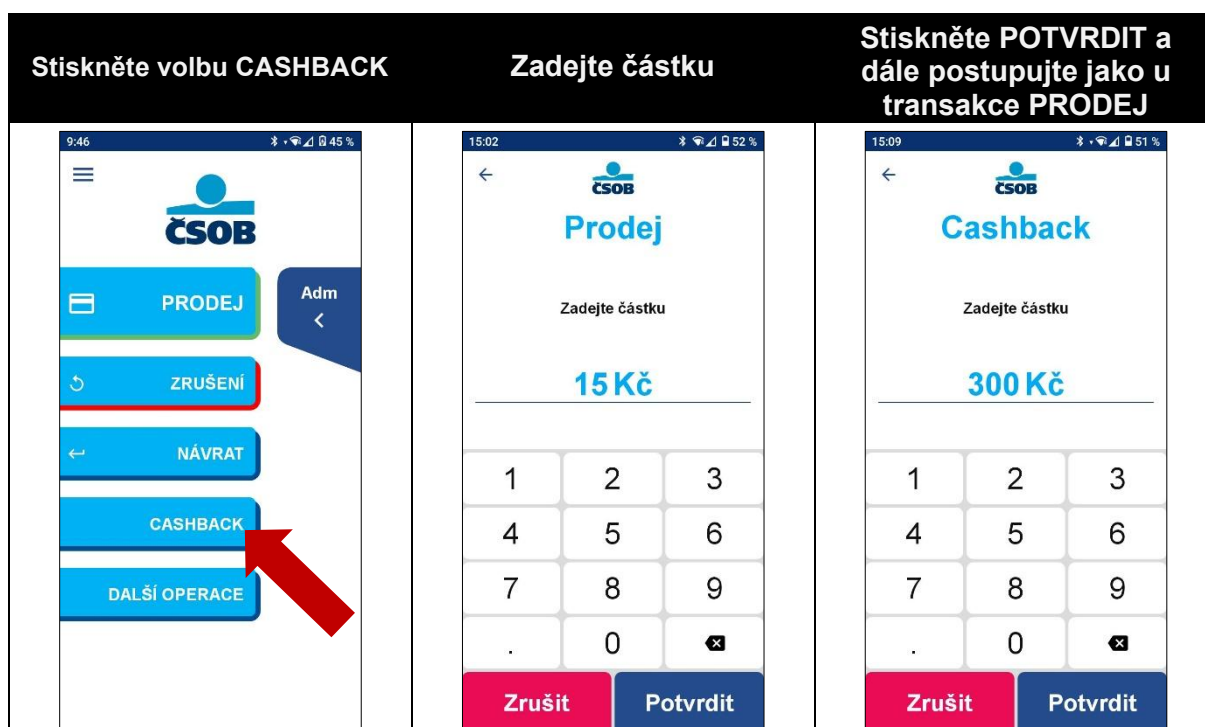 Stiskněte volbu CASHBACK
Zadejte částku
Stiskněte POTVRDIT a
dále postupujte jako u
transakce PRODEJ
9:46
45 %
ČSOB
PRODEJ
Adm
ZRUŠENÍ
NÁVRAT
CASHBACK
DALŠÍ OPERACE
15:02
52 %
ČSOB
Prodej
Zadejte částku
15 Kč
1 2 3
4 5 6
7 8 9
. 0
Zrušit Potvrdit
15:09
51 %
ČSOB
Cashback
Zadejte částku
300 Kč
1 2 3
4 5 6
7 8 9
. 0
Zrušit Potvrdit